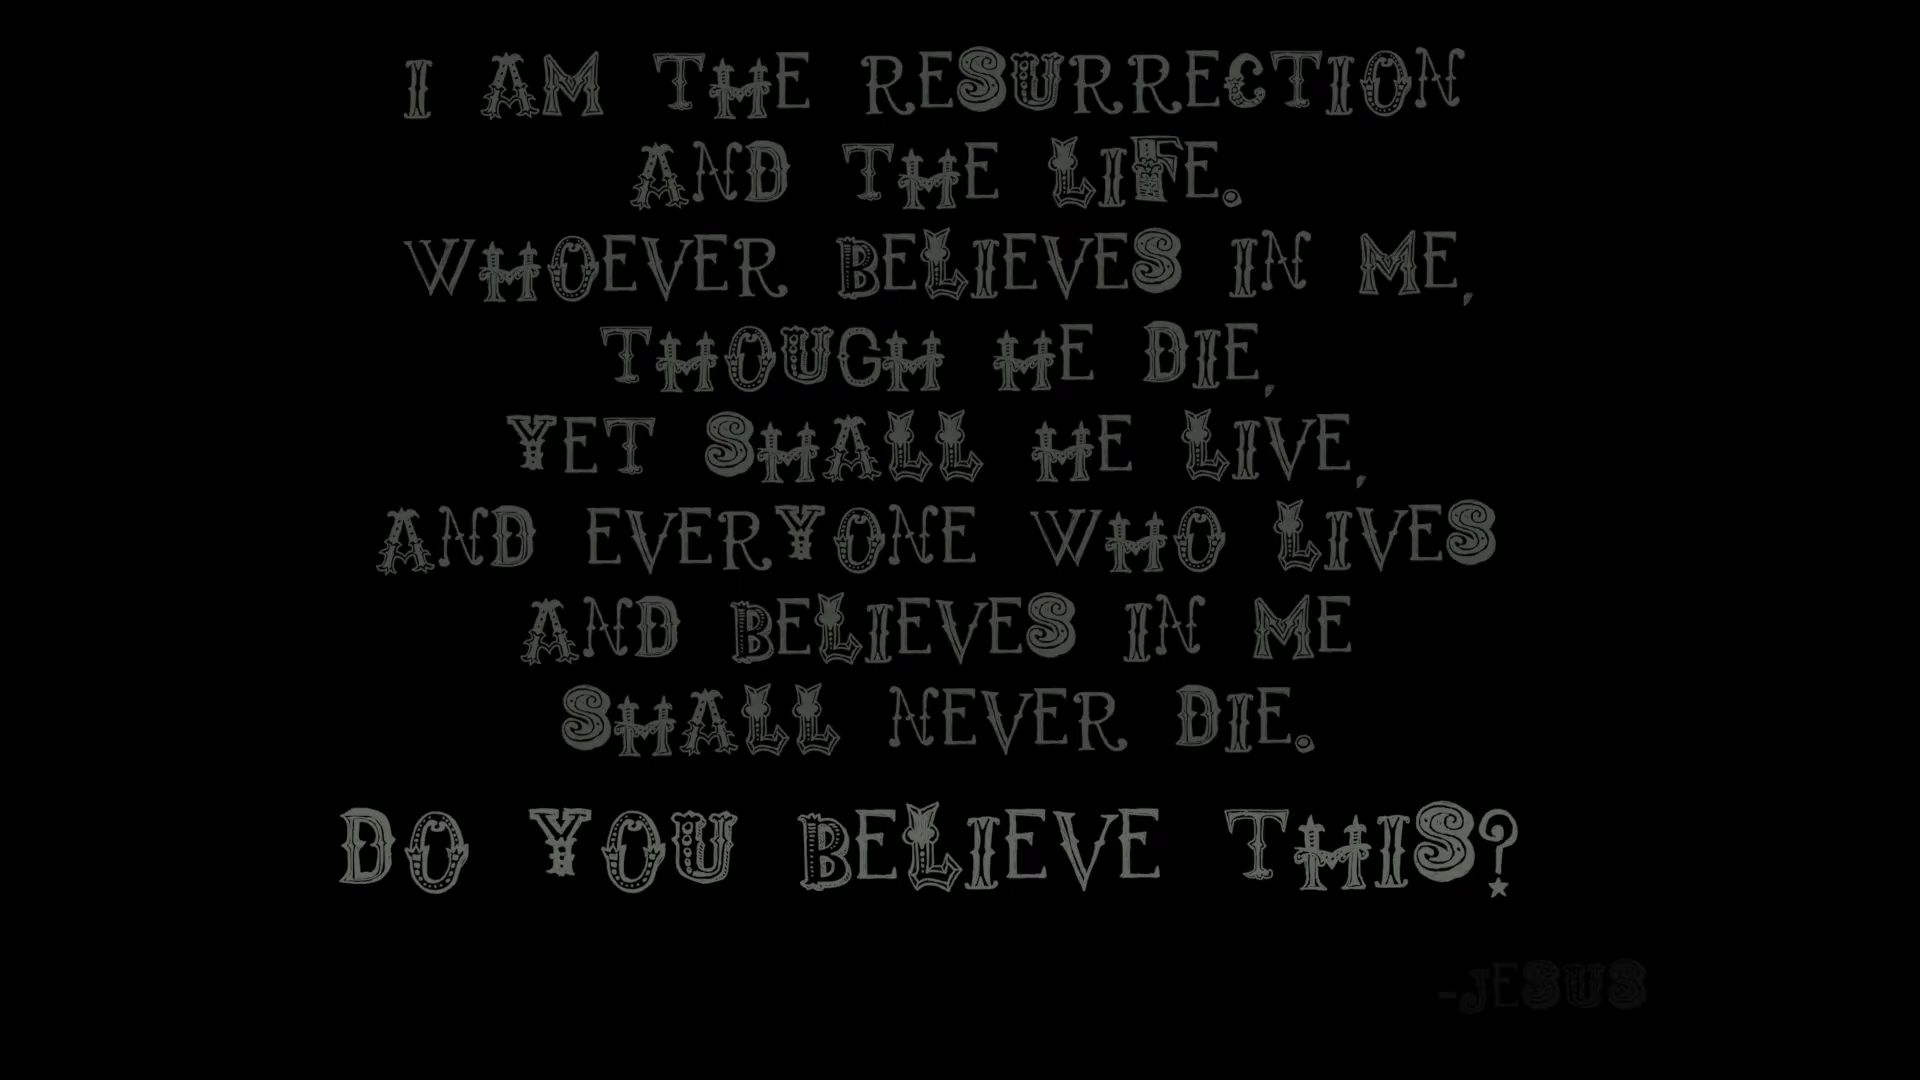 I AM THE RESURRECTION
AND THE LIFE.
WHOEVER BELIEVES IN ME,
THOUGH HE DIE,
YET SHALL HE LIVE,
AND EVERYONE WHO LIVES
AND BELIEVES IN ME
SHALL NEVER DIE.
DO YOU BELIEVE THIS?
-JESUS